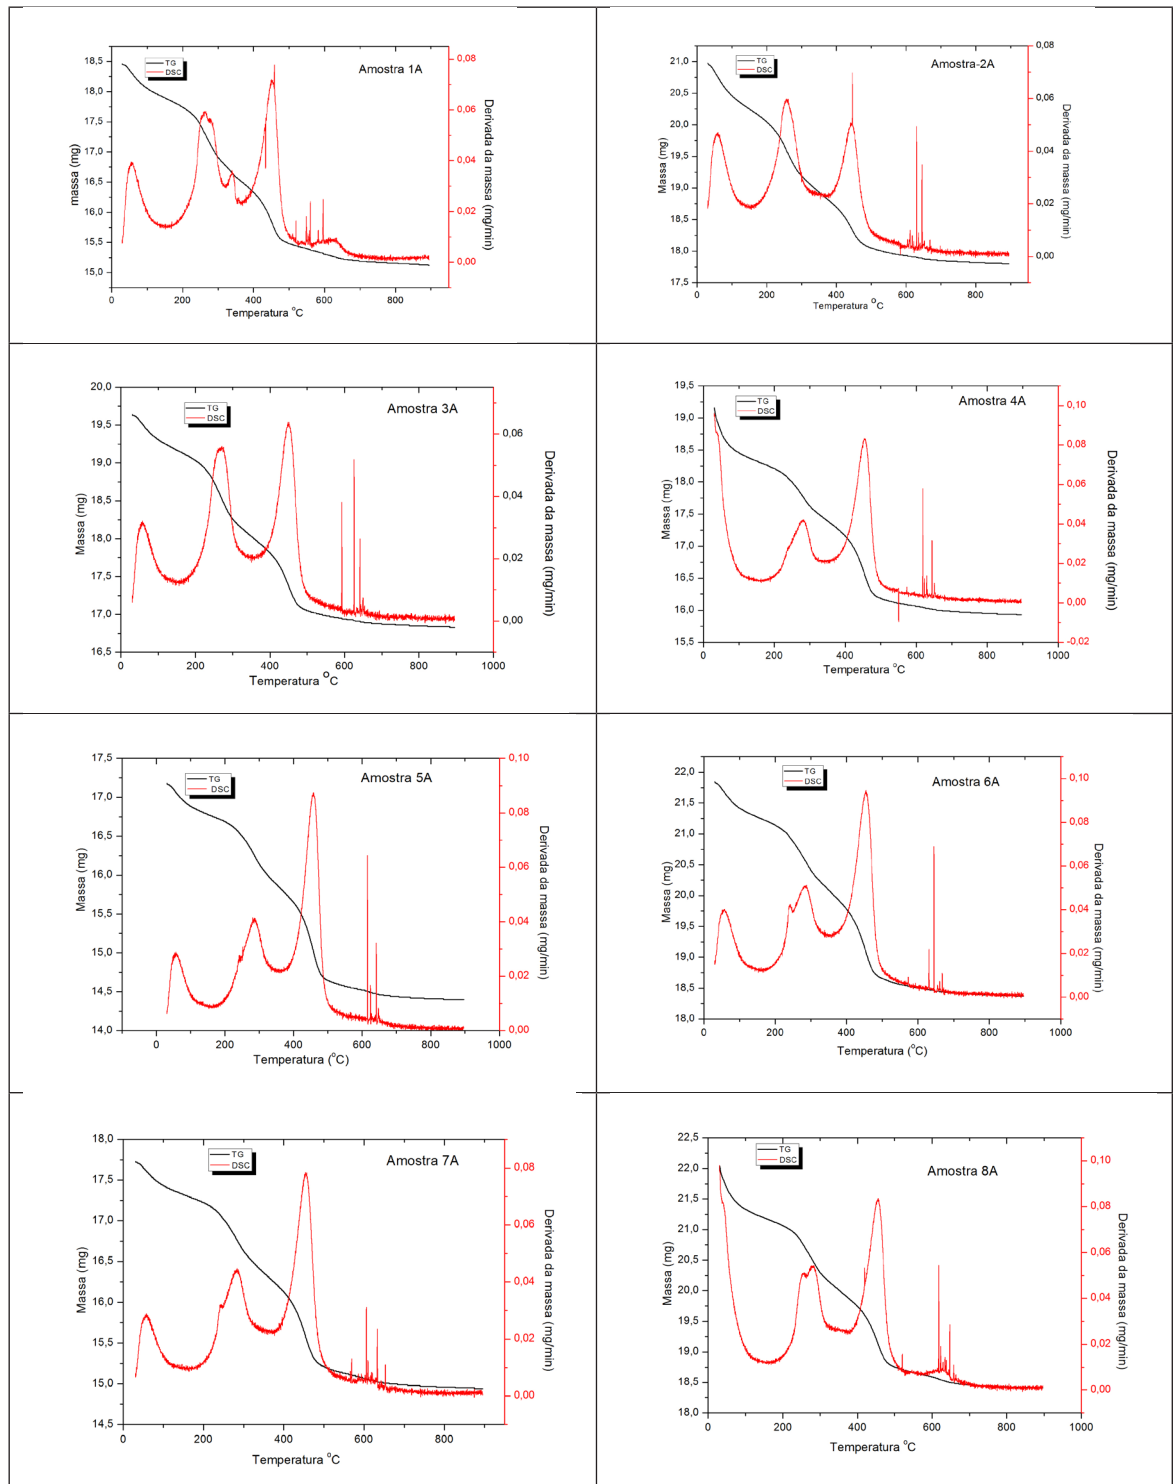 Amostra 1A
TG
DSC
massa (mg)
18,5
18,0
17,5
17,0
16,5
16,0
15,5
15,0
0 200 400 600 800
Temperatura °C
0,08
0,06
0,04
0,02
0,00
Derivada da massa (mg/min)
Amostra-2A
TG
DSC
Massa (mg)
21,0
20,5
20,0
19,5
19,0
18,5
18,0
17,5
0 200 400 600 800
Temperatura °C
0,08
0,06
0,04
0,02
0,00
Derivada da massa (mg/min)
Amostra 3A
TG
DSC
Massa (mg)
20,0
19,5
19,0
18,5
18,0
17,5
17,0
16,5
0 200 400 600 800 1000
Temperatura °C
0,06
0,04
0,02
0,00
Derivada da massa (mg/min)
Amostra 4A
TG
DSC
Massa (mg)
19,5
19,0
18,5
18,0
17,5
17,0
16,5
16,0
15,5
0 200 400 600 800 1000
Temperatura °C
0,10
0,08
0,06
0,04
0,02
0,00
-0,02
Derivada da massa (mg/min)
Amostra 5A
TG
DSC
Massa (mg)
17,5
17,0
16,5
16,0
15,5
15,0
14,5
14,0
0 200 400 600 800 1000
Temperatura (°C)
0,10
0,08
0,06
0,04
0,02
0,00
Derivada da massa (mg/min)
Amostra 6A
TG
DSC
Massa (mg)
22,0
21,5
21,0
20,5
20,0
19,5
19,0
18,5
18,0
0 200 400 600 800 1000
Temperatura (°C)
0,10
0,08
0,06
0,04
0,02
0,00
Derivada da massa (mg/min)
Amostra 7A
TG
DSC
Massa (mg)
18,0
17,5
17,0
16,5
16,0
15,5
15,0
14,5
0 200 400 600 800
Temperatura °C
0,08
0,06
0,04
0,02
0,00
Derivada da massa (mg/min)
Amostra 8A
TG
DSC
Massa (mg)
22,5
22,0
21,5
21,0
20,5
20,0
19,5
19,0
18,5
18,0
0 200 400 600 800 1000
Temperatura °C
0,10
0,08
0,06
0,04
0,02
0,00
Derivada da massa (mg/min)